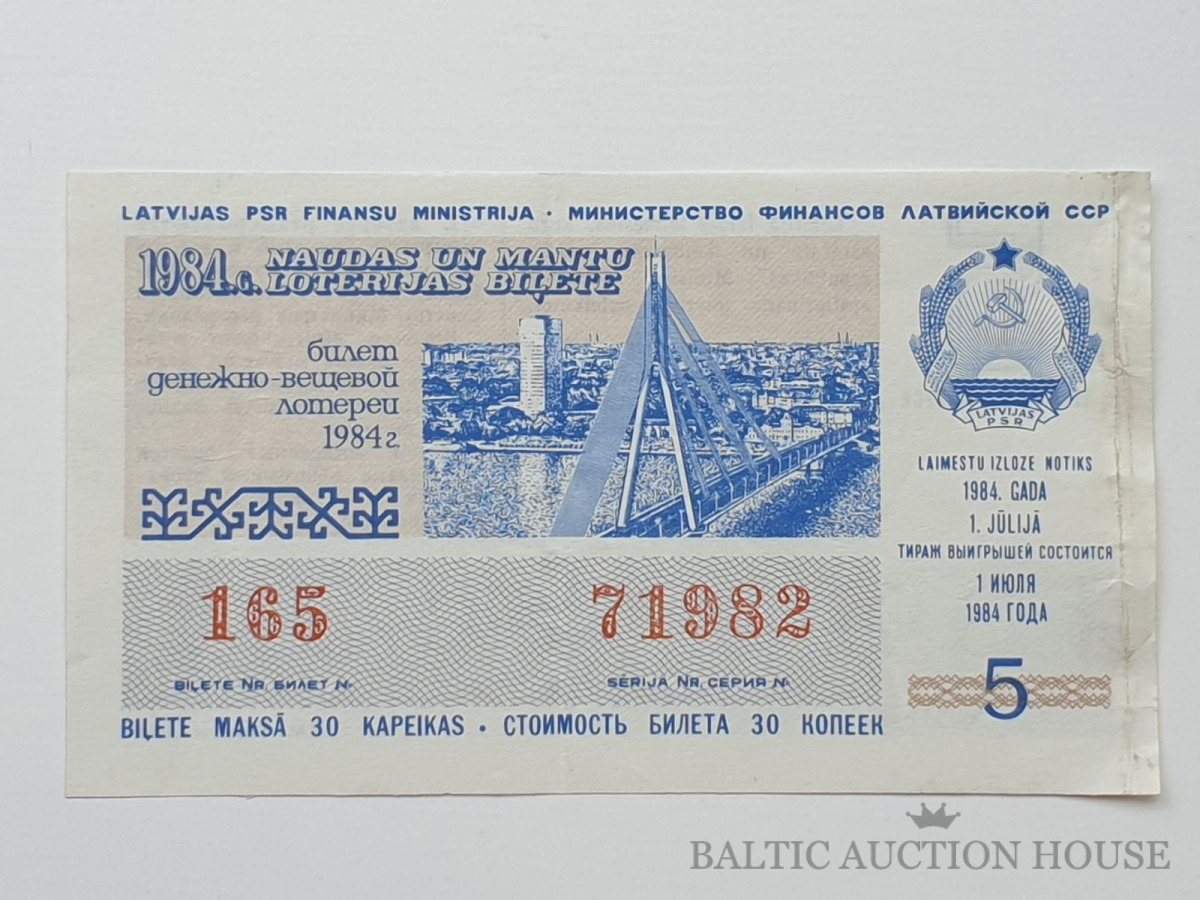 LATVIJAS PSR FINANSU MINISTRIJA · МИНИСТЕРСТВО ФИНАНСОВ ЛАТВИЙСКОЙ ССР
1984.G. NAUDAS UN MANTU
LOTERIJAS BIĻETE
билет
денежно-вещевой
лотереи
1984 г.
LATVIJAS
PSR
LAIMESTU IZLOZE NOTIKS
1984. GADA
1. JŪLIJĀ
ТИРАЖ ВЫИГРЫШЕЙ СОСТОИТСЯ
1 ИЮЛЯ
1984 ГОДА
165 71982
BIĻETE NR. БИЛЕТ № SERIJA NR. СЕРИЯ №
5
BIĻETE MAKSĀ 30 KAPEIKAS · СТОИМОСТЬ БИЛЕТА 30 КОПЕЕК
BALTIC AUCTION HOUSE